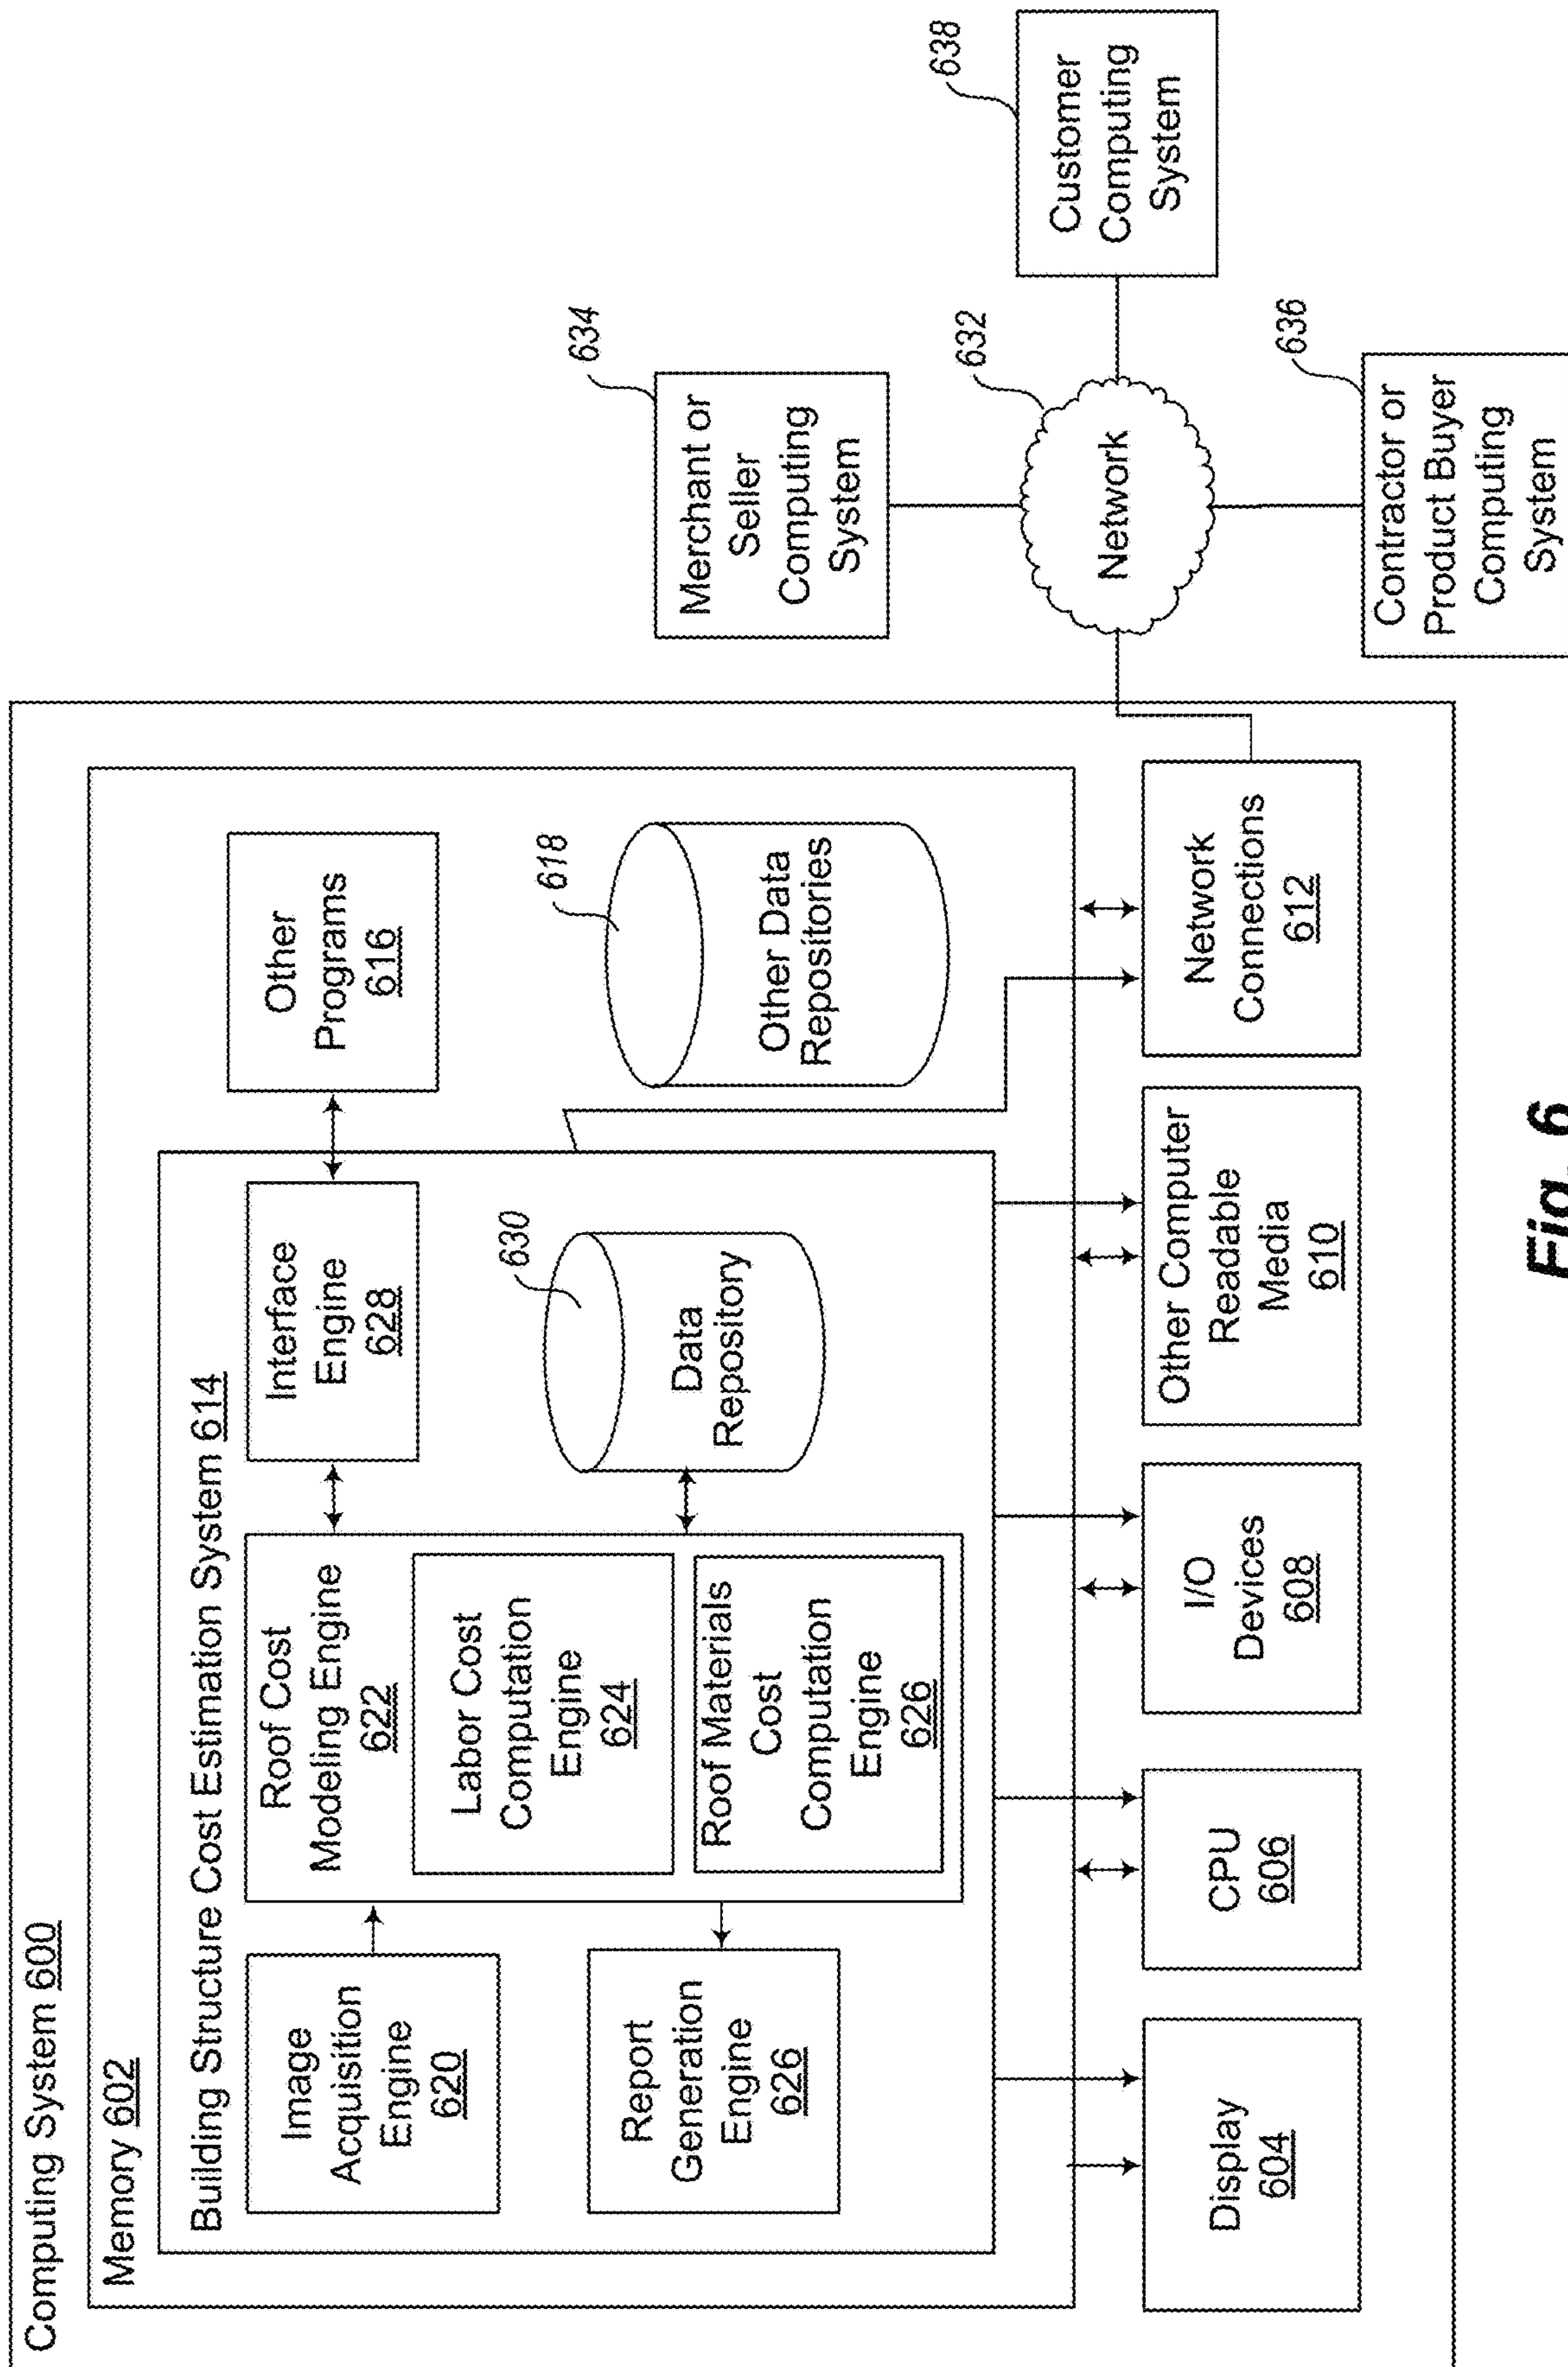 Computing System 600
Memory 602
Building Structure Cost Estimation System 614
Image
Acquisition
Engine
620
Roof Cost
Modeling Engine
622
Labor Cost
Computation
Engine
624
Roof Materials
Cost
Computation
Engine
626
Interface
Engine
628
Other
Programs
616
Report
Generation
Engine
626
630
Data
Repository
618
Other Data
Repositories
Display
604
CPU
606
I/O
Devices
608
Other Computer
Readable
Media
610
Network
Connections
612
634
Merchant or
Seller
Computing
System
632
Network
638
Customer
Computing
System
636
Contractor or
Product Buyer
Computing
System
Fig. 6